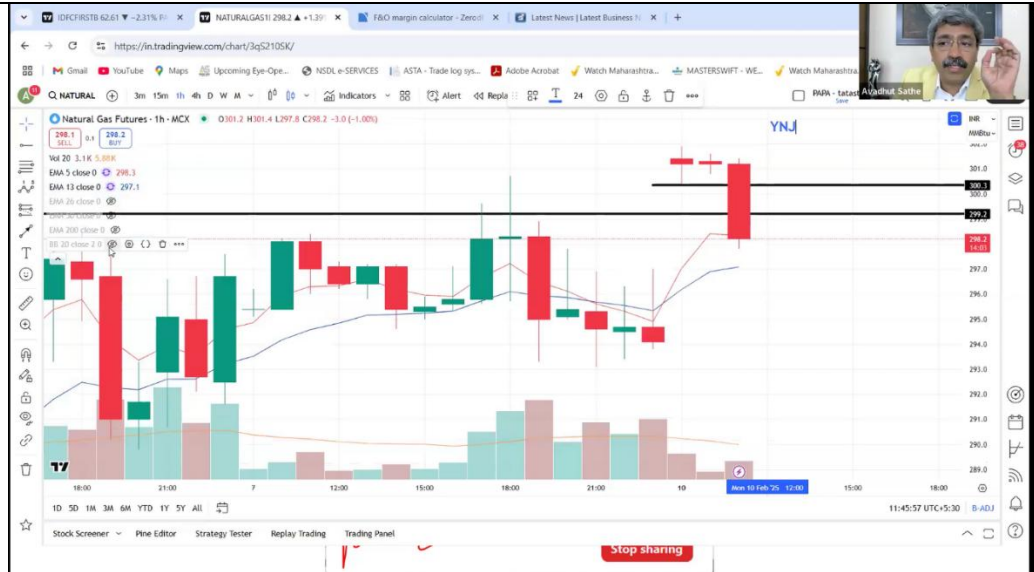 IDFCFIRSTB 62.61 ▼ −2.31%
NATURALGAS1! 298.2 ▲ +1.39
F&O margin calculator - Zerod
Latest News | Latest Business N
https://in.tradingview.com/chart/3qS210SK/
Gmail
YouTube
Maps
Upcoming Eye-Ope...
NSDL e-SERVICES
ASTA - Trade log sys...
Adobe Acrobat
Watch Maharashtra...
MASTERSWIFT - WE...
Watch Maharashtra
Avadhut Sathe
A
11
NATURAL
3m 15m 1h 4h D W M
Indicators
Alert
Repla
24
PAPA - tatast
Save
Natural Gas Futures · 1h · MCX
O301.2 H301.4 L297.8 C298.2 −3.0 (−1.00%)
YNJ
INR
MMBtu
298.1
SELL
0.1
298.2
BUY
Vol 20 3.1K 5.88K
EMA 5 close 0 298.3
EMA 13 close 0 297.1
EMA 26 close 0
EMA 200 close 0
BB 20 close 2 0
302.0
301.0
300.3
300.0
299.2
298.2
14:03
297.0
296.0
295.0
294.0
293.0
292.0
291.0
290.0
289.0
18:00
21:00
7
12:00
15:00
18:00
21:00
10
Mon 10 Feb '25 12:00
15:00
18:00
1D 5D 1M 3M 6M YTD 1Y 5Y All
11:45:57 UTC+5:30
B-ADJ
Stock Screener
Pine Editor
Strategy Tester
Replay Trading
Trading Panel
Stop sharing